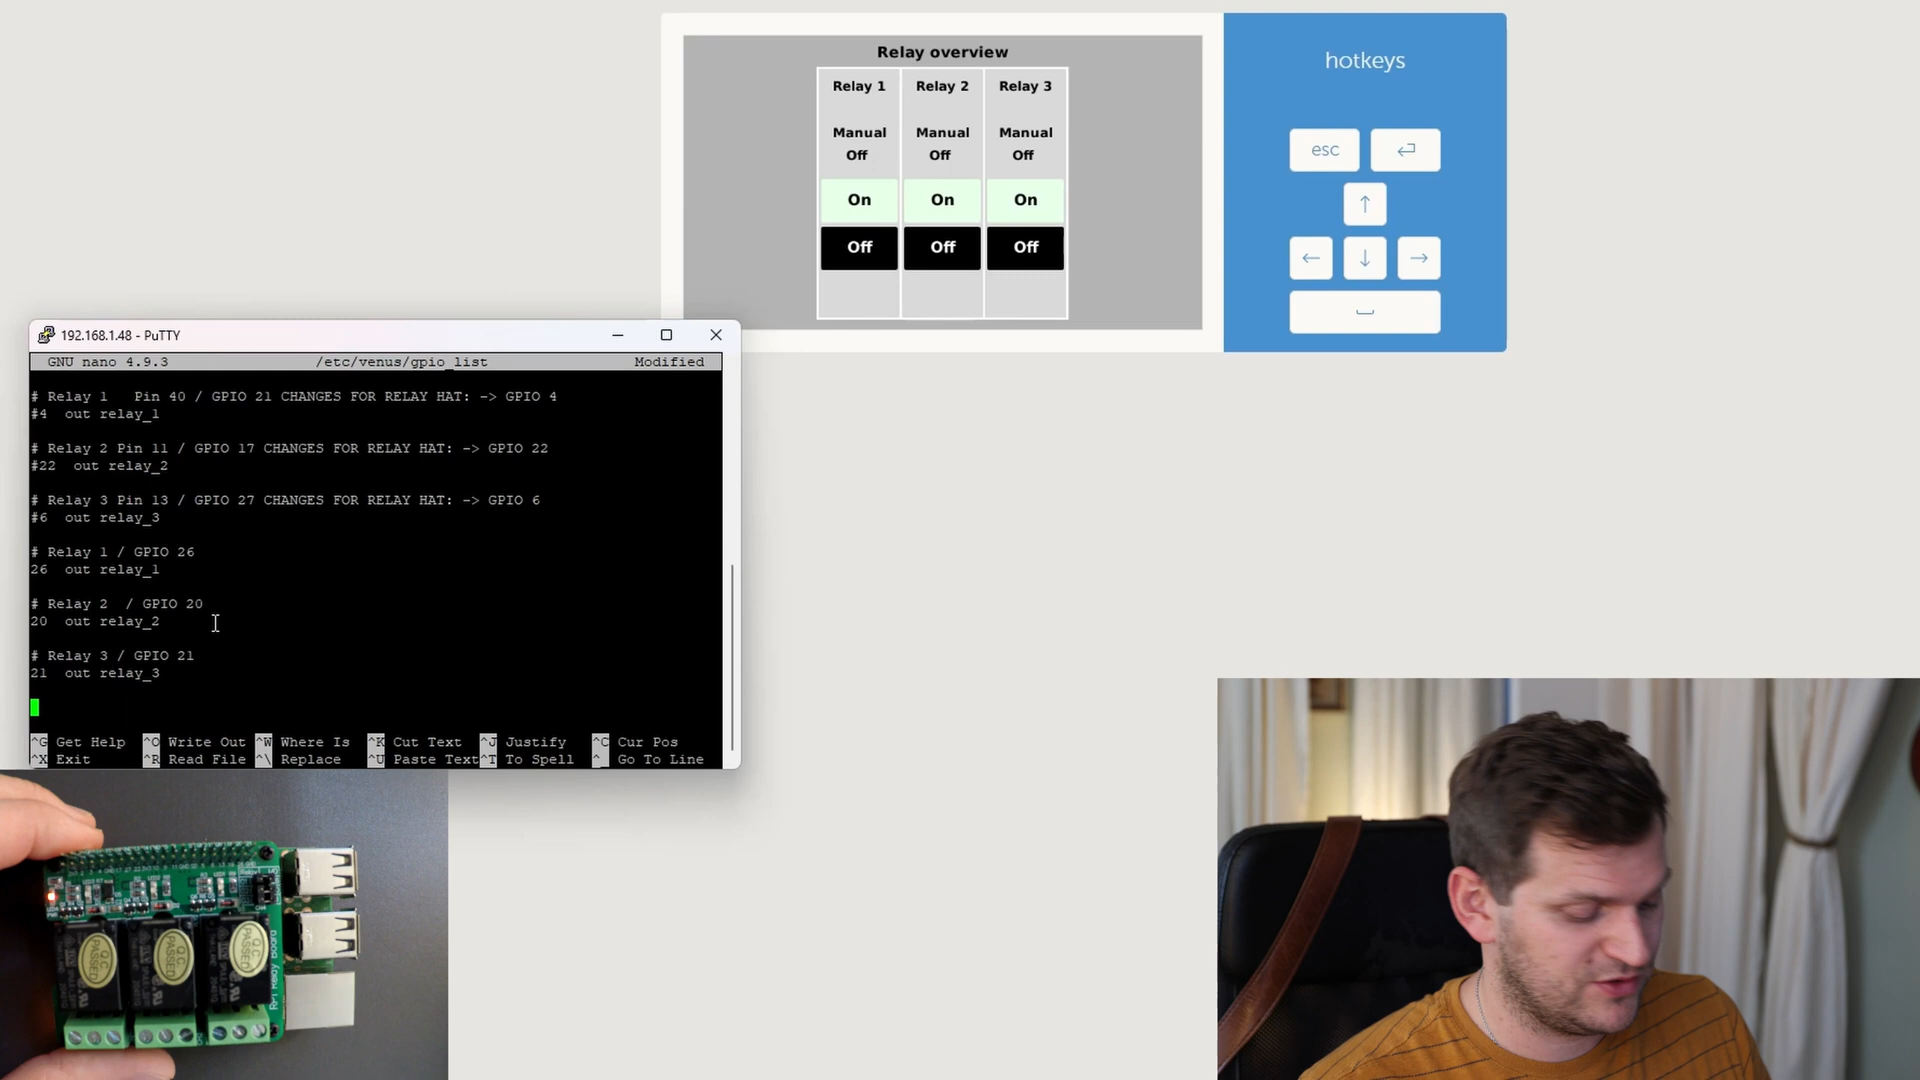 Relay overview
Relay 1 Relay 2 Relay 3
Manual Manual Manual
Off Off Off
On On On
Off Off Off
hotkeys
esc ↵
↑
← ↓ →
192.168.1.48 - PuTTY
GNU nano 4.9.3 /etc/venus/gpio_list Modified
# Relay 1 Pin 40 / GPIO 21 CHANGES FOR RELAY HAT: -> GPIO 4
#4 out relay_1
# Relay 2 Pin 11 / GPIO 17 CHANGES FOR RELAY HAT: -> GPIO 22
#22 out relay_2
# Relay 3 Pin 13 / GPIO 27 CHANGES FOR RELAY HAT: -> GPIO 6
#6 out relay_3
# Relay 1 / GPIO 26
26 out relay_1
# Relay 2 / GPIO 20
20 out relay_2
# Relay 3 / GPIO 21
21 out relay_3
^G Get Help ^O Write Out ^W Where Is ^K Cut Text ^J Justify ^C Cur Pos
^X Exit ^R Read File ^\ Replace ^U Paste Text ^T To Spell ^_ Go To Line
Q.C. PASSED
Q.C. PASSED
Q.C. PASSED
RPi Relay Board